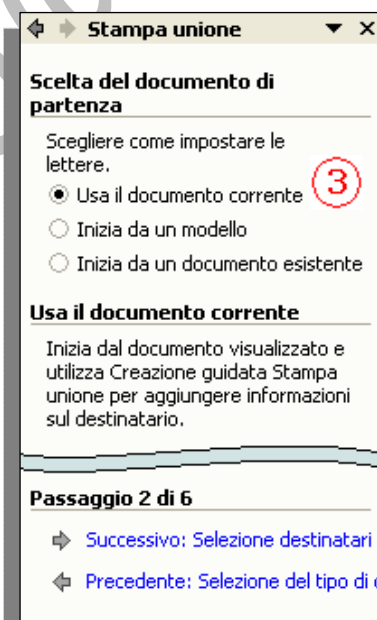 Stampa unione
Scelta del documento di
partenza
Scegliere come impostare le
lettere.
Usa il documento corrente
3
Inizia da un modello
Inizia da un documento esistente
Usa il documento corrente
Inizia dal documento visualizzato e
utilizza Creazione guidata Stampa
unione per aggiungere informazioni
sul destinatario.
Passaggio 2 di 6
Successivo: Selezione destinatari
Precedente: Selezione del tipo di